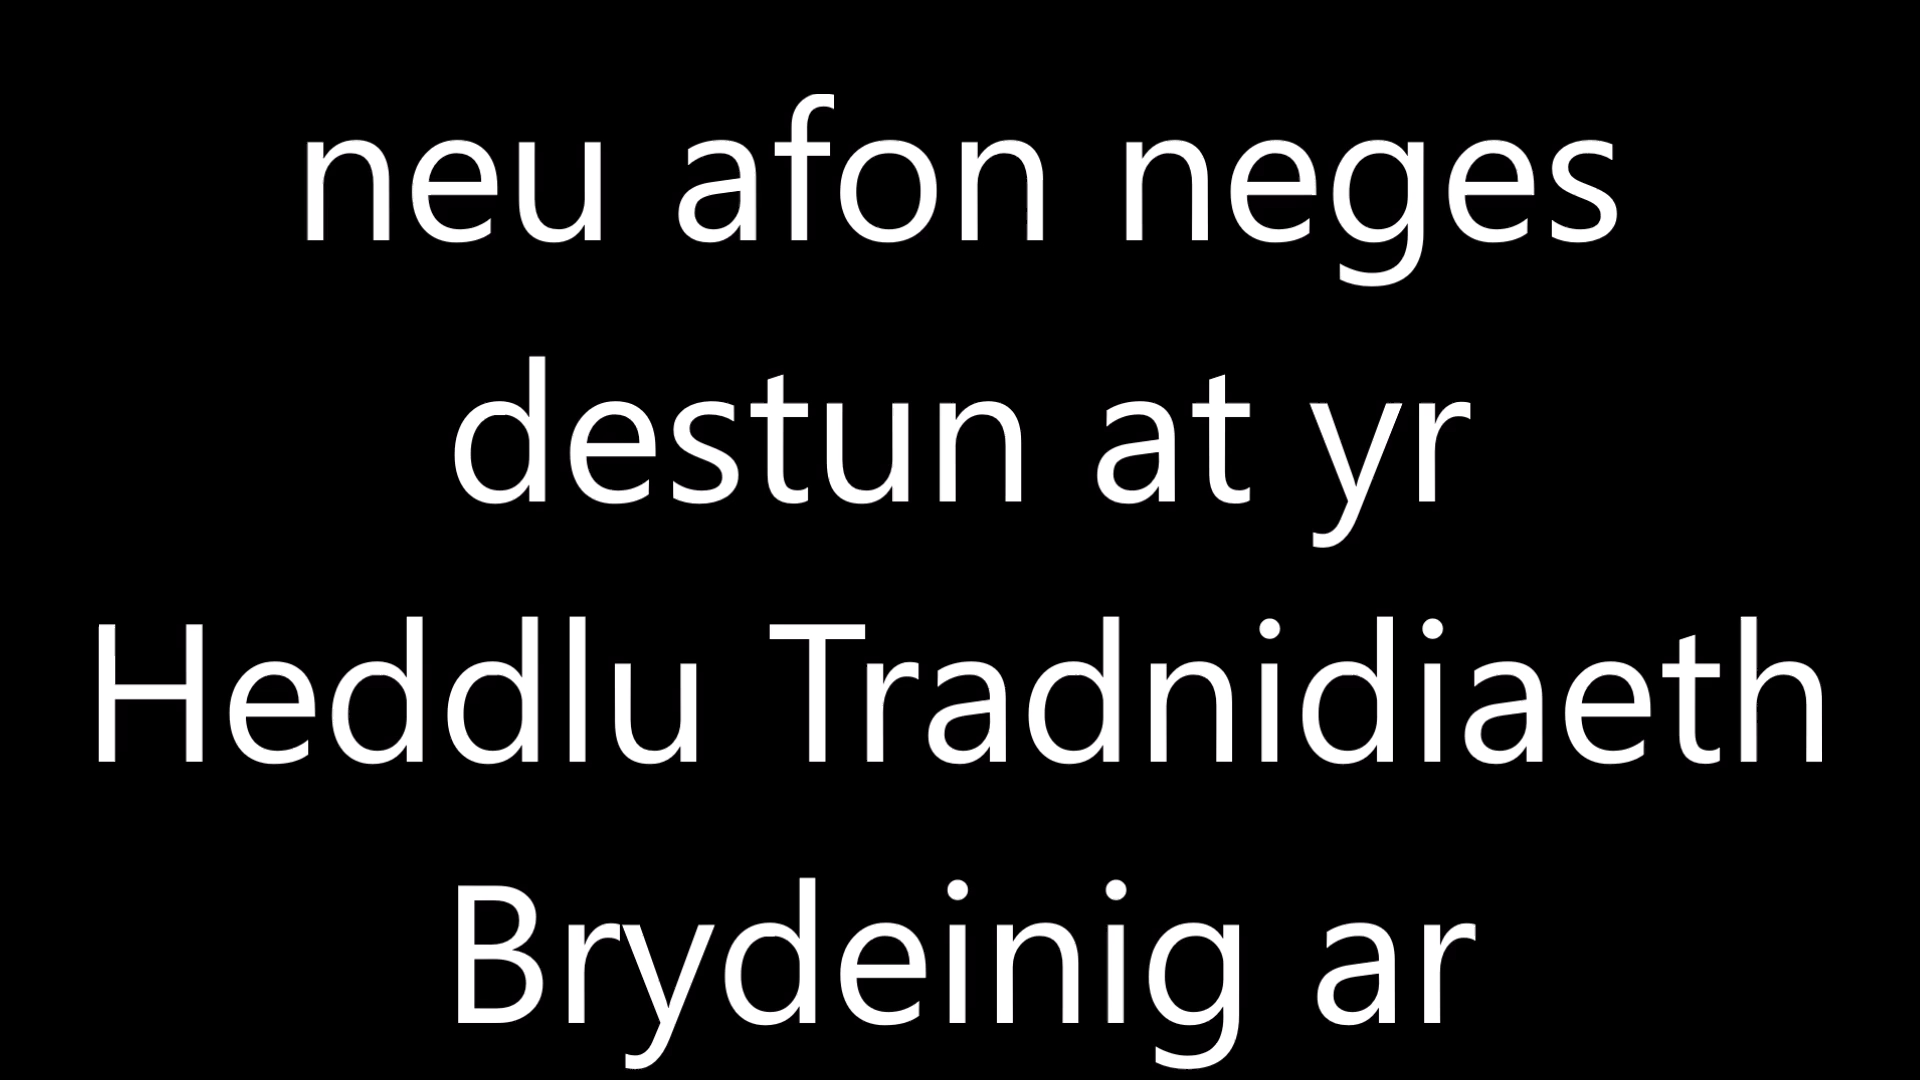 neu afon neges
destun at yr
Heddlu Tradnidiaeth
Brydeinig ar